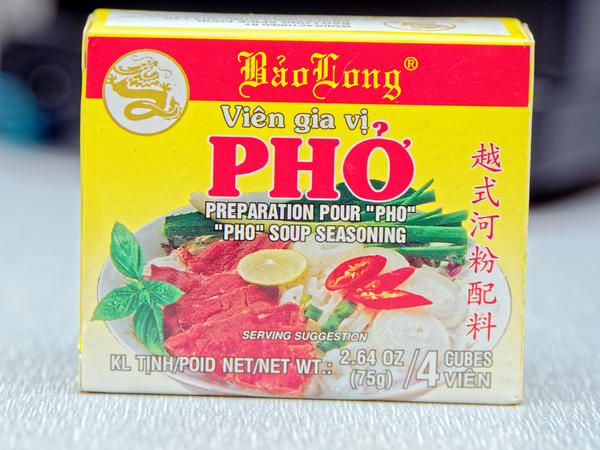 BảoLong®
Viên gia vị
PHỞ
PREPARATION POUR "PHO"
"PHO" SOUP SEASONING
越式河粉配料
SERVING SUGGESTION
KL TỊNH/POID NET/NET WT.: 2.64 OZ (75g) /4 CUBES VIÊN